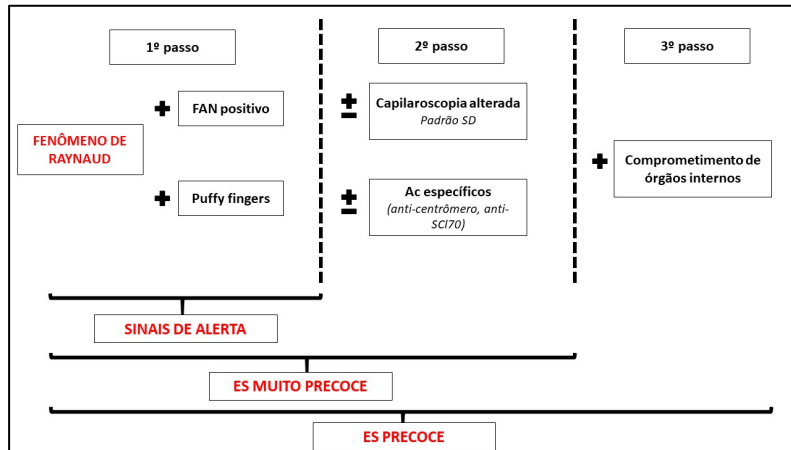 1º passo
2º passo
3º passo
FENÔMENO DE
RAYNAUD
+
FAN positivo
+
Puffy fingers
±
Capilaroscopia alterada
Padrão SD
±
Ac específicos
(anti-centrômero, anti-
SCl70)
+
Comprometimento de
órgãos internos
SINAIS DE ALERTA
ES MUITO PRECOCE
ES PRECOCE